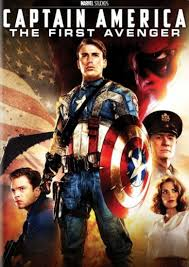 MARVEL STUDIOS
CAPTAIN AMERICA
THE FIRST AVENGER